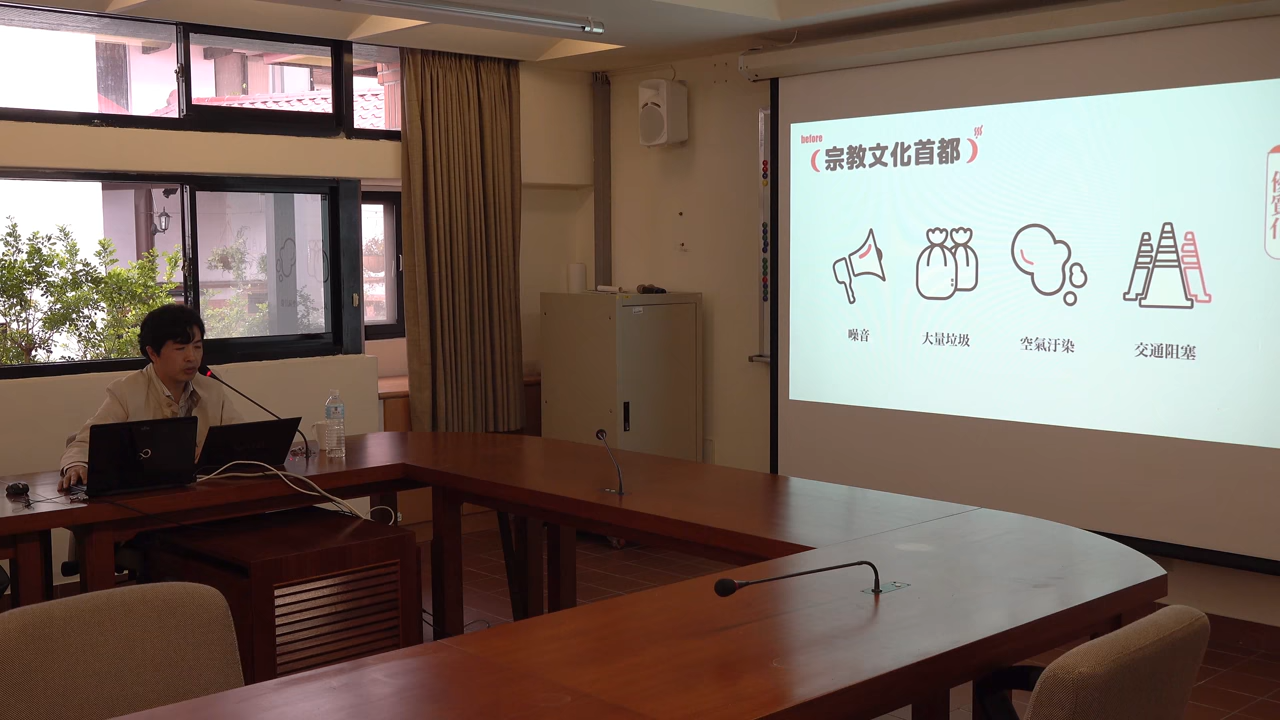 before
宗教文化首都
噪音
大量垃圾
空氣汙染
交通阻塞